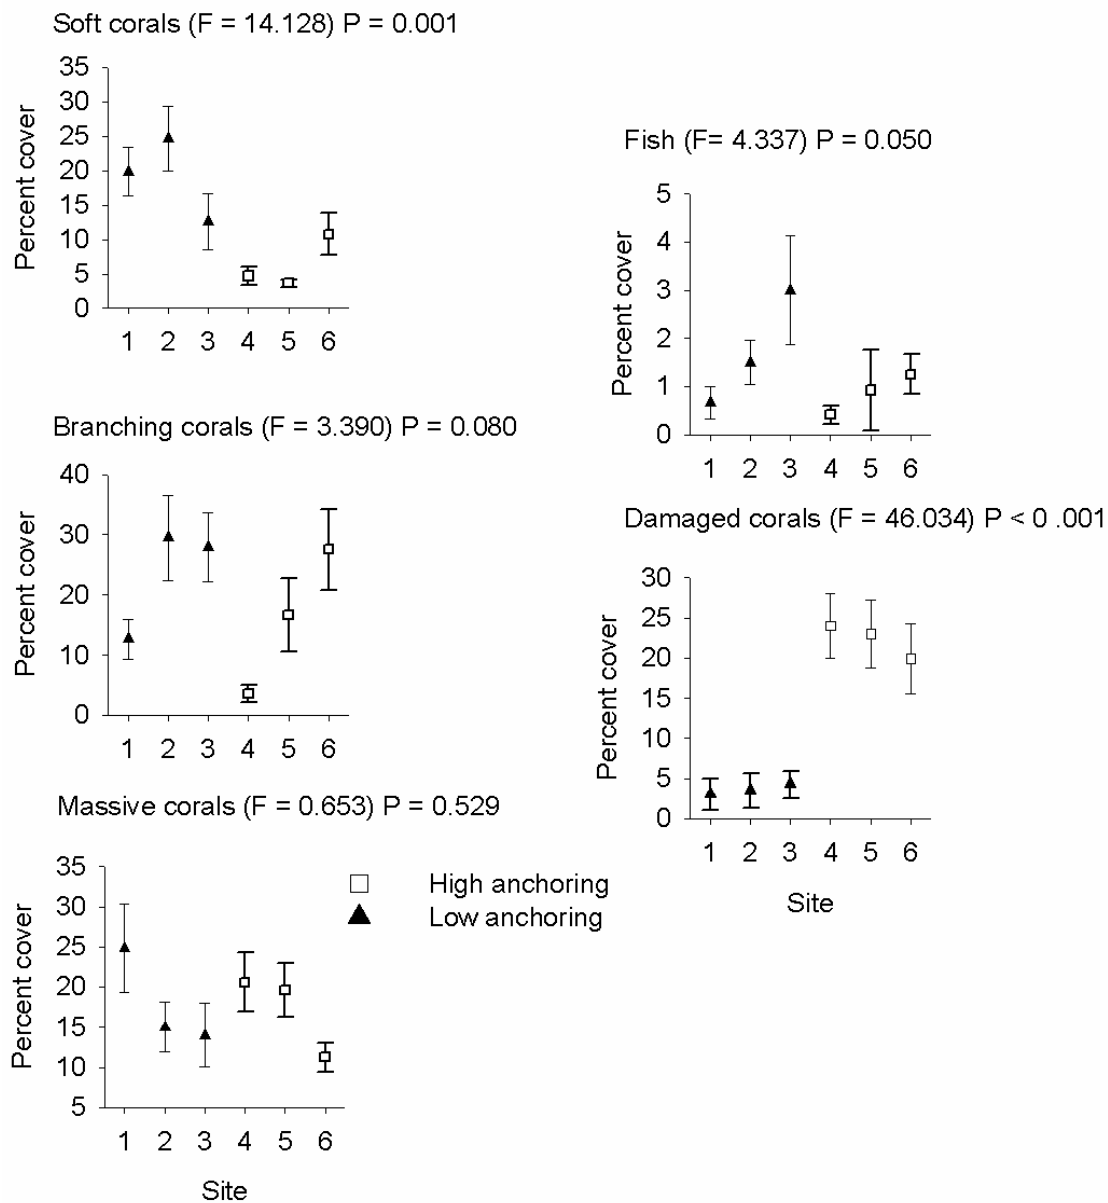 Soft corals (F = 14.128) P = 0.001
35
30
25
20
15
10
5
0
Percent cover
1 2 3 4 5 6
Branching corals (F = 3.390) P = 0.080
40
30
20
10
0
Percent cover
1 2 3 4 5 6
Massive corals (F = 0.653) P = 0.529
35
30
25
20
15
10
5
Percent cover
1 2 3 4 5 6
Site
High anchoring
Low anchoring
Fish (F= 4.337) P = 0.050
5
4
3
2
1
0
Percent cover
1 2 3 4 5 6
Damaged corals (F = 46.034) P < 0 .001
30
25
20
15
10
5
0
Percent cover
1 2 3 4 5 6
Site